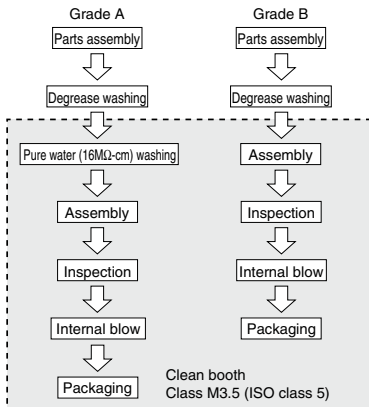 Grade A
Parts assembly
Degrease washing
Pure water (16MΩ-cm) washing
Assembly
Inspection
Internal blow
Packaging
Grade B
Parts assembly
Degrease washing
Assembly
Inspection
Internal blow
Packaging
Clean booth
Class M3.5 (ISO class 5)